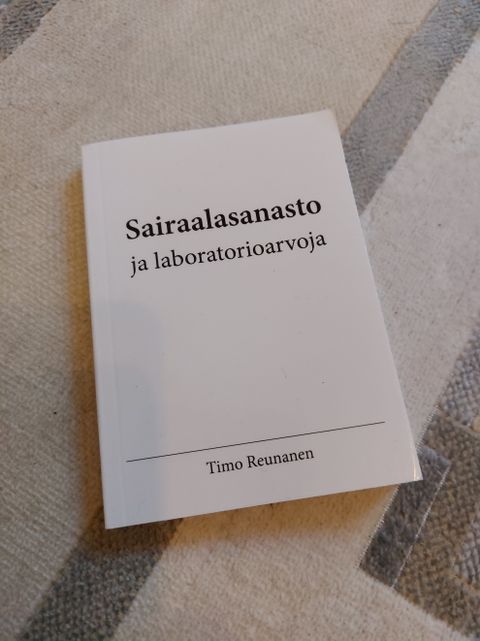 Sairaalasanasto
ja laboratorioarvoja
Timo Reunanen